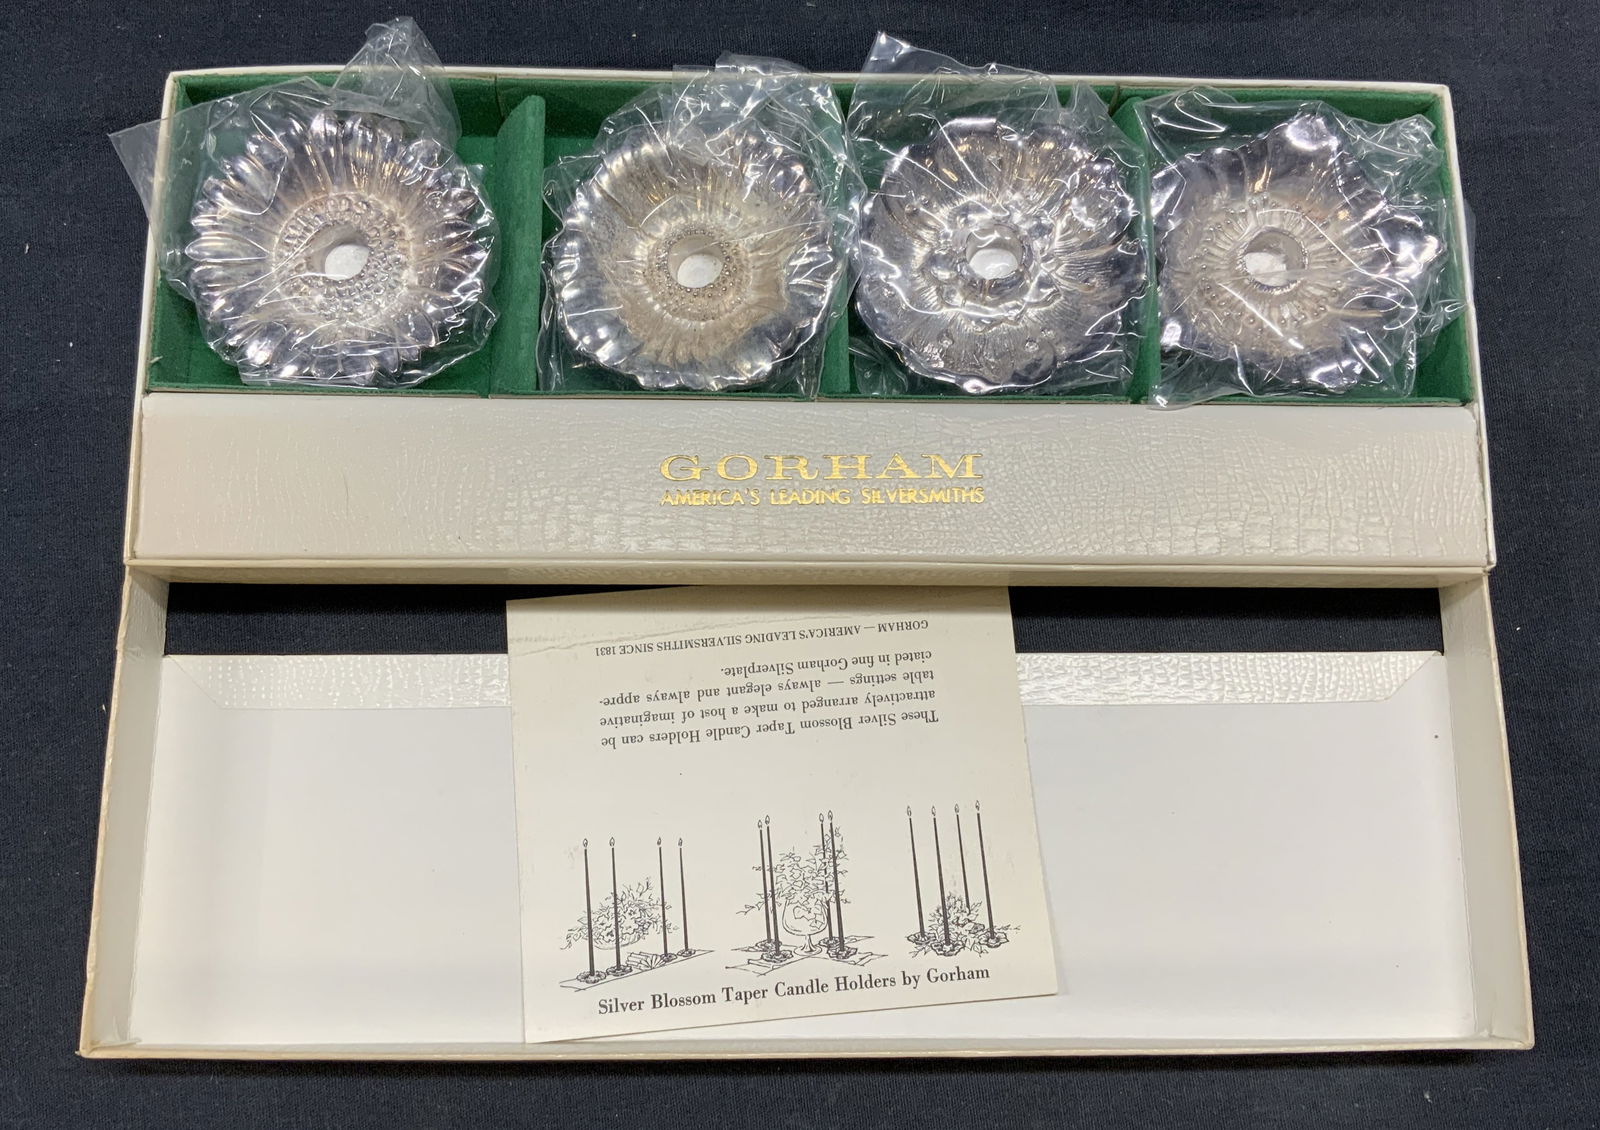 GORHAM
AMERICA'S LEADING SILVERSMITHS
These Silver Blossom Taper Candle Holders can be
attractively arranged to make a host of imaginative
table settings — always and elegant and always appre-
ciated in fine Gorham Silverplate.
GORHAM — AMERICA'S LEADING SILVERSMITHS SINCE 1831
Silver Blossom Taper Candle Holders by Gorham